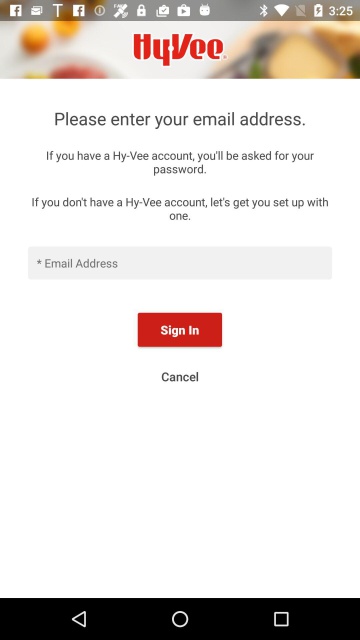 3:25
Hy-Vee
Please enter your email address.
If you have a Hy-Vee account, you'll be asked for your
password.
If you don't have a Hy-Vee account, let's get you set up with
one.
* Email Address
Sign In
Cancel